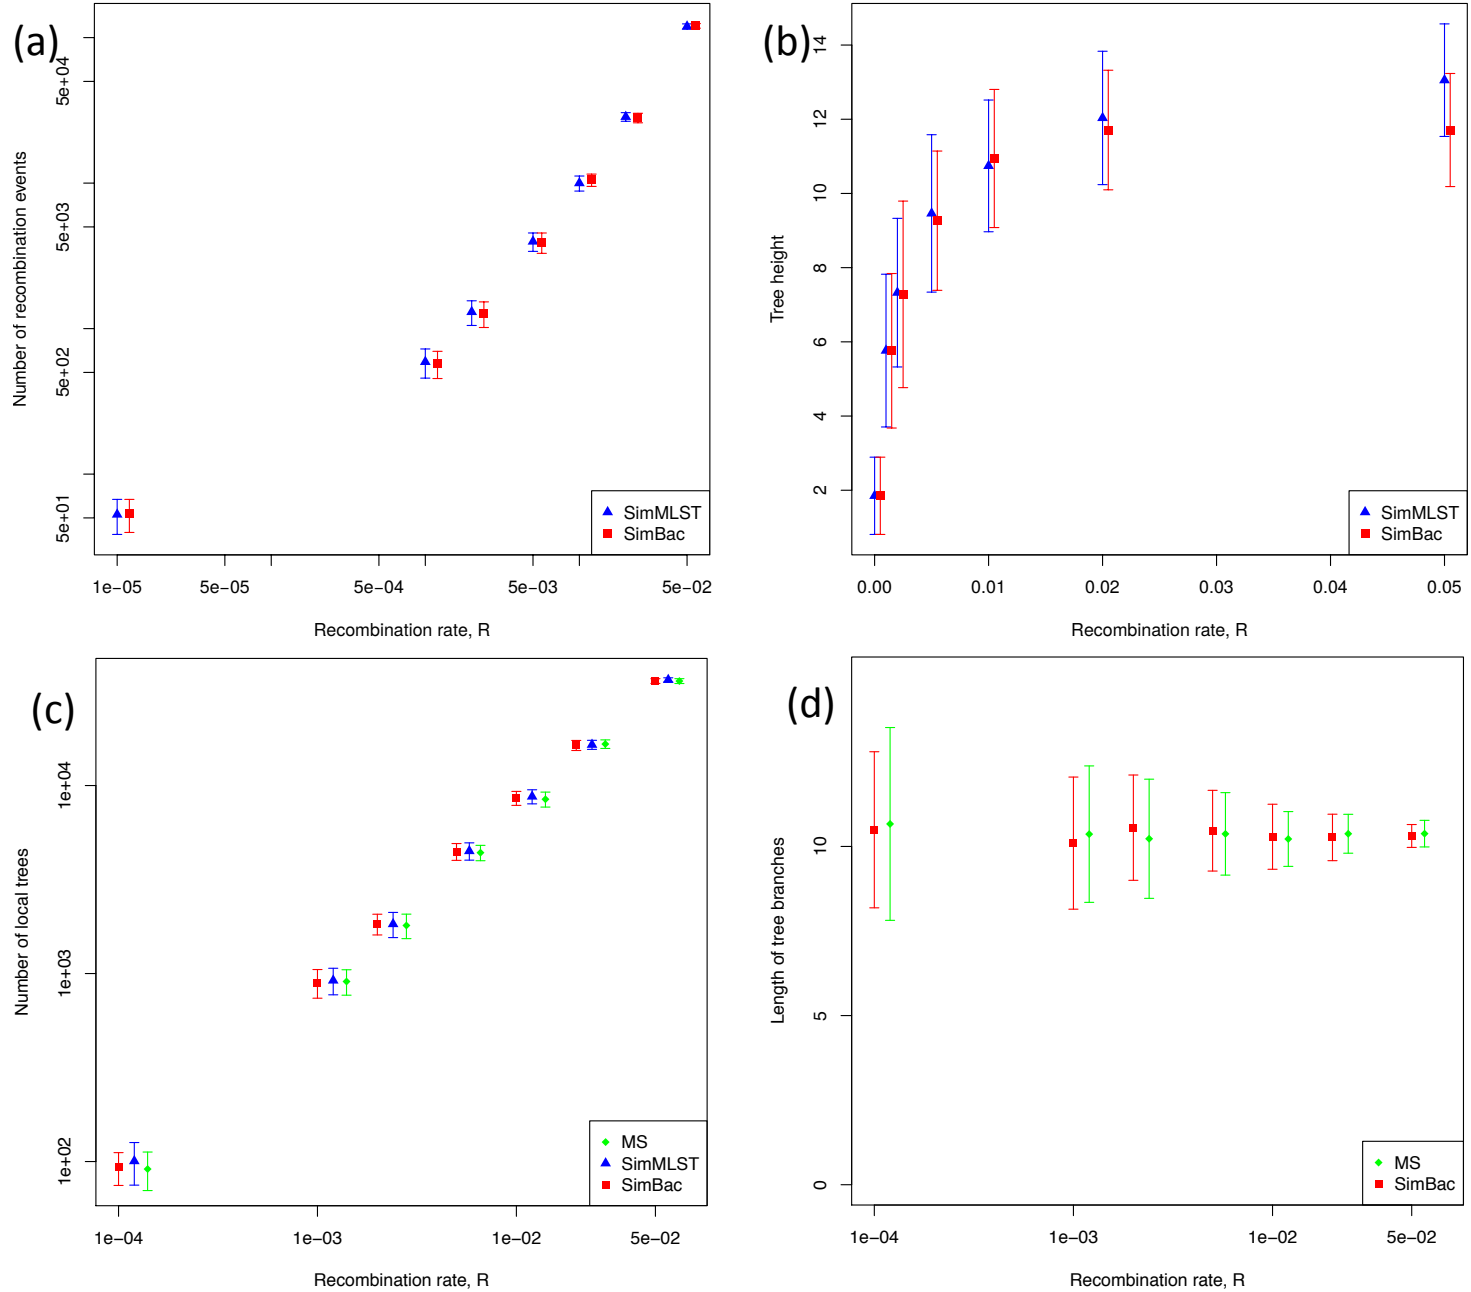 (a)
Number of recombination events
5e+04
5e+03
5e+02
5e+01
1e−05 5e−05 5e−04 5e−03 5e−02
Recombination rate, R
SimMLST
SimBac
(b)
Tree height
14
12
10
8
6
4
2
0.00 0.01 0.02 0.03 0.04 0.05
Recombination rate, R
SimMLST
SimBac
(c)
Number of local trees
1e+04
1e+03
1e+02
1e−04 1e−03 1e−02 5e−02
Recombination rate, R
MS
SimMLST
SimBac
(d)
Length of tree branches
10
5
0
1e−04 1e−03 1e−02 5e−02
Recombination rate, R
MS
SimBac